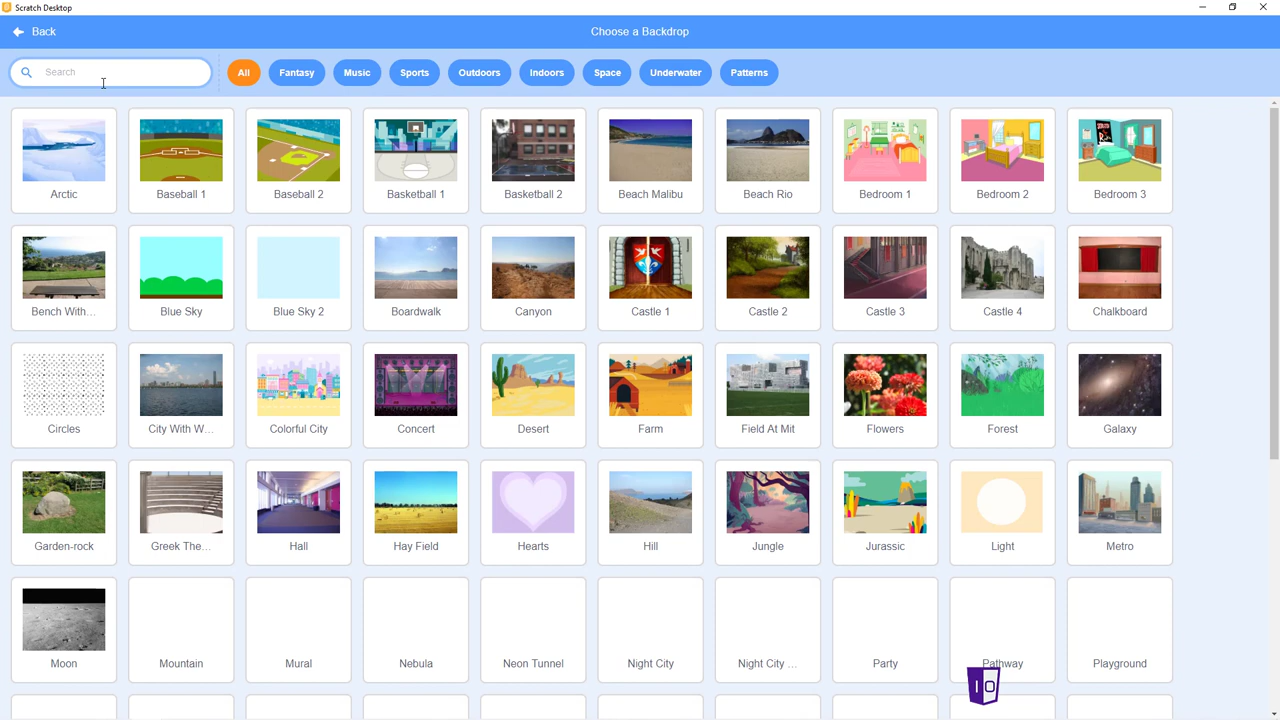 Scratch Desktop
Back
Choose a Backdrop
Search
All Fantasy Music Sports Outdoors Indoors Space Underwater Patterns
Arctic Baseball 1 Baseball 2 Basketball 1 Basketball 2 Beach Malibu Beach Rio Bedroom 1 Bedroom 2 Bedroom 3
Bench With... Blue Sky Blue Sky 2 Boardwalk Canyon Castle 1 Castle 2 Castle 3 Castle 4 Chalkboard
Circles City With W... Colorful City Concert Desert Farm Field At Mit Flowers Forest Galaxy
Garden-rock Greek The... Hall Hay Field Hearts Hill Jungle Jurassic Light Metro
Moon Mountain Mural Nebula Neon Tunnel Night City Night City ... Party Pathway Playground
IO